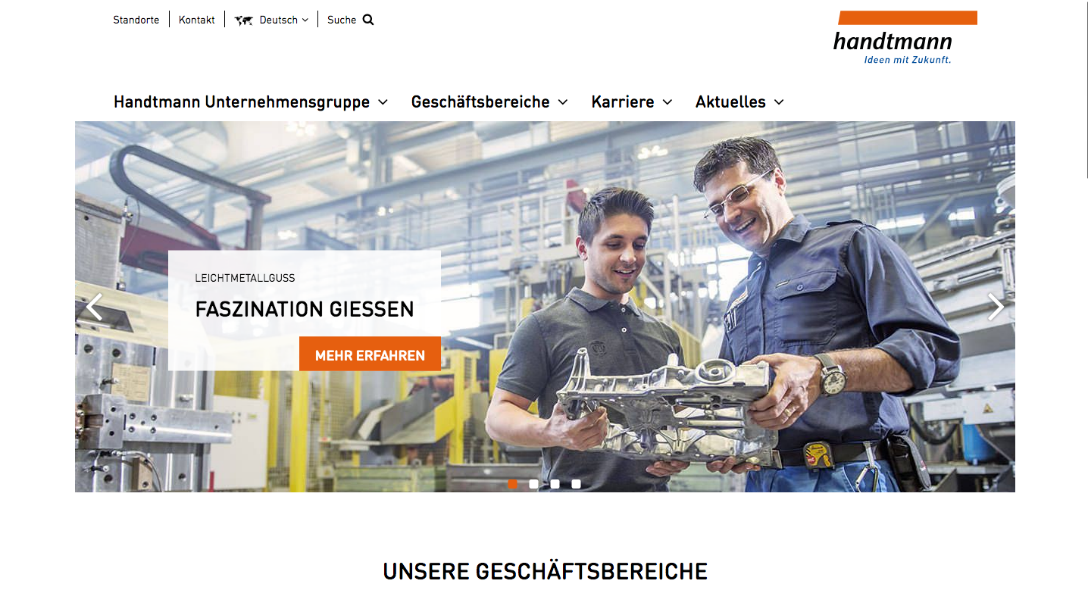 Standorte Kontakt Deutsch Suche
handtmann
Ideen mit Zukunft.
Handtmann Unternehmensgruppe Geschäftsbereiche Karriere Aktuelles
LEICHTMETALLGUSS
FASZINATION GIESSEN
MEHR ERFAHREN
UNSERE GESCHÄFTSBEREICHE